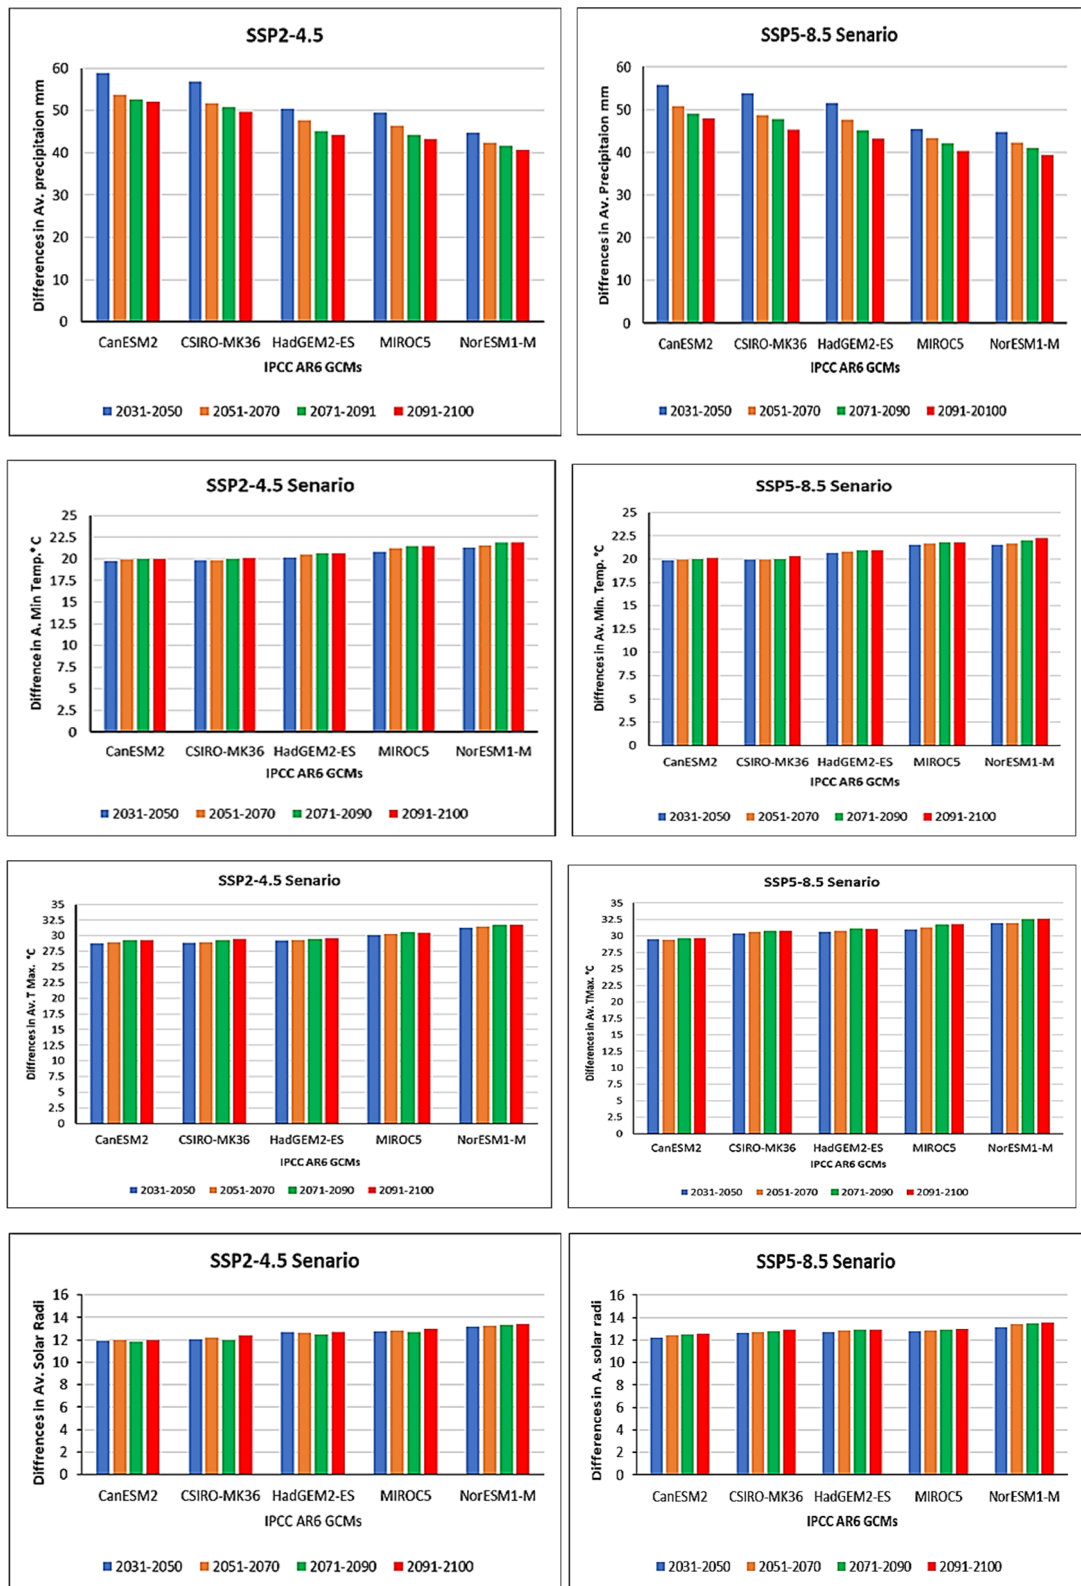 SSP2-4.5
Differences in Av. precipitaion mm
60
50
40
30
20
10
0
CanESM2 CSIRO-MK36 HadGEM2-ES MIROC5 NorESM1-M
IPCC AR6 GCMs
2031-2050 2051-2070 2071-2091 2091-2100
SSP5-8.5 Senario
Differences in Av. Precipitation mm
60
50
40
30
20
10
0
CanESM2 CSIRO-MK36 HadGEM2-ES MIROC5 NorESM1-M
IPCC AR6 GCMs
2031-2050 2051-2070 2071-2090 2091-20100
SSP2-4.5 Senario
Diffrence in A. Min Temp.° C
25
22.5
20
17.5
15
12.5
10
7.5
5
2.5
0
CanESM2 CSIRO-MK36 HadGEM2-ES MIROC5 NorESM1-M
IPCC AR6 GCMs
2031-2050 2051-2070 2071-2090 2091-2100
SSP5-8.5 Senario
Diffrences in Av. Min. Temp. °C
25
22.5
20
17.5
15
12.5
10
7.5
5
2.5
0
CanESM2 CSIRO-MK36 HadGEM2-ES MIROC5 NorESM1-M
IPCC AR6 GCMs
2031-2050 2051-2070 2071-2090 2091-2100
SSP2-4.5 Senario
Diffrences in Av. T Max. °C
35
32.5
30
27.5
25
22.5
20
17.5
15
12.5
10
7.5
5
2.5
0
CanESM2 CSIRO-MK36 HadGEM2-ES MIROC5 NorESM1-M
IPCC AR6 GCMs
2031-2050 2051-2070 2071-2090 2091-2100
SSP5-8.5 Senario
Differences in Av. TMax. °C
35
32.5
30
27.5
25
22.5
20
17.5
15
12.5
10
7.5
5
2.5
0
CanESM2 CSIRO-MK36 HadGEM2-ES MIROC5 NorESM1-M
IPCC AR6 GCMs
2031-2050 2051-2070 2071-2090 2091-2100
SSP2-4.5 Senario
Diffrences in Av. Solar Radi
16
14
12
10
8
6
4
2
0
CanESM2 CSIRO-MK36 HadGEM2-ES MIROC5 NorESM1-M
IPCC AR6 GCMs
2031-2050 2051-2070 2071-2090 2091-2100
SSP5-8.5 Senario
Differences in A. solar radi
16
14
12
10
8
6
4
2
0
CanESM2 CSIRO-MK36 HadGEM2-ES MIROC5 NorESM1-M
IPCC AR6 GCMs
2031-2050 2051-2070 2071-2090 2091-2100